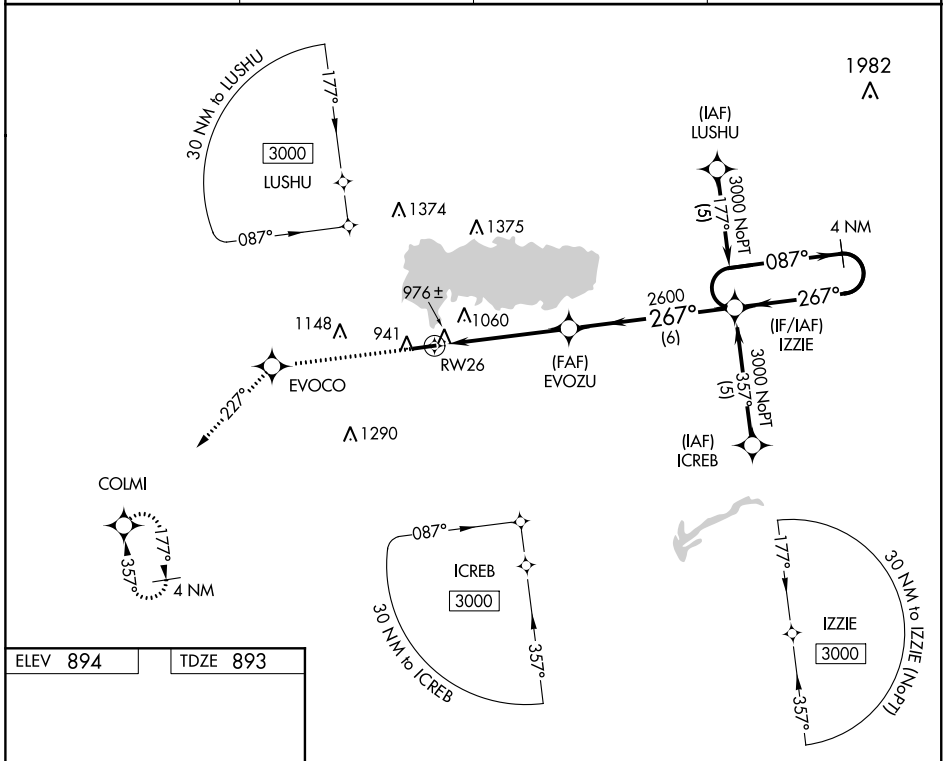 30 NM to LUSHU
177°
3000
LUSHU
087°
1982
(IAF)
LUSHU
3000 NoPT
177°
(5)
4 NM
087°
267°
(IF/IAF)
IZZIE
1374
1375
976±
1060
1148
941
RW26
2600
267°
(6)
(FAF)
EVOZU
EVOCO
227°
3000 NoPT
357°
(5)
(IAF)
ICREB
1290
COLMI
177°
357°
4 NM
087°
ICREB
3000
357°
30 NM to ICREB
177°
IZZIE
3000
357°
30 NM to IZZIE (NoPT)
ELEV 894
TDZE 893